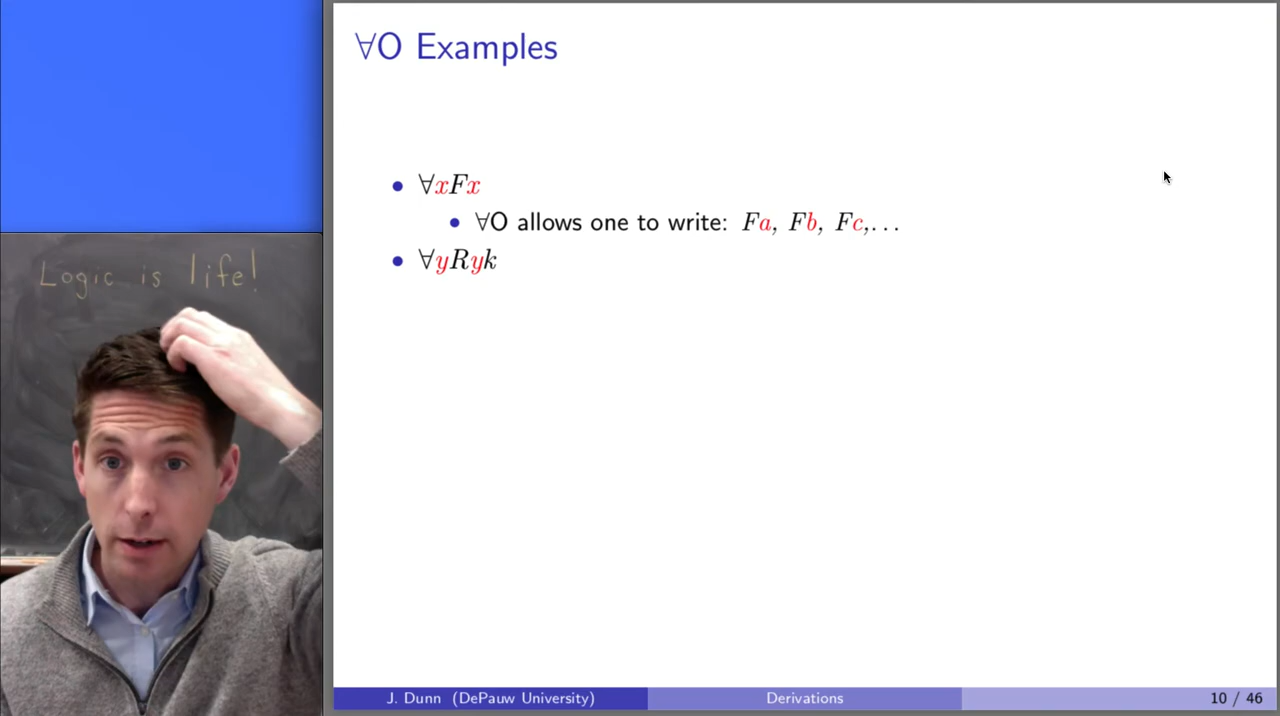 ∀O Examples
Logic is life!
• ∀xFx
• ∀O allows one to write: Fa, Fb, Fc,...
• ∀yRyk
J. Dunn (DePauw University) Derivations 10 / 46